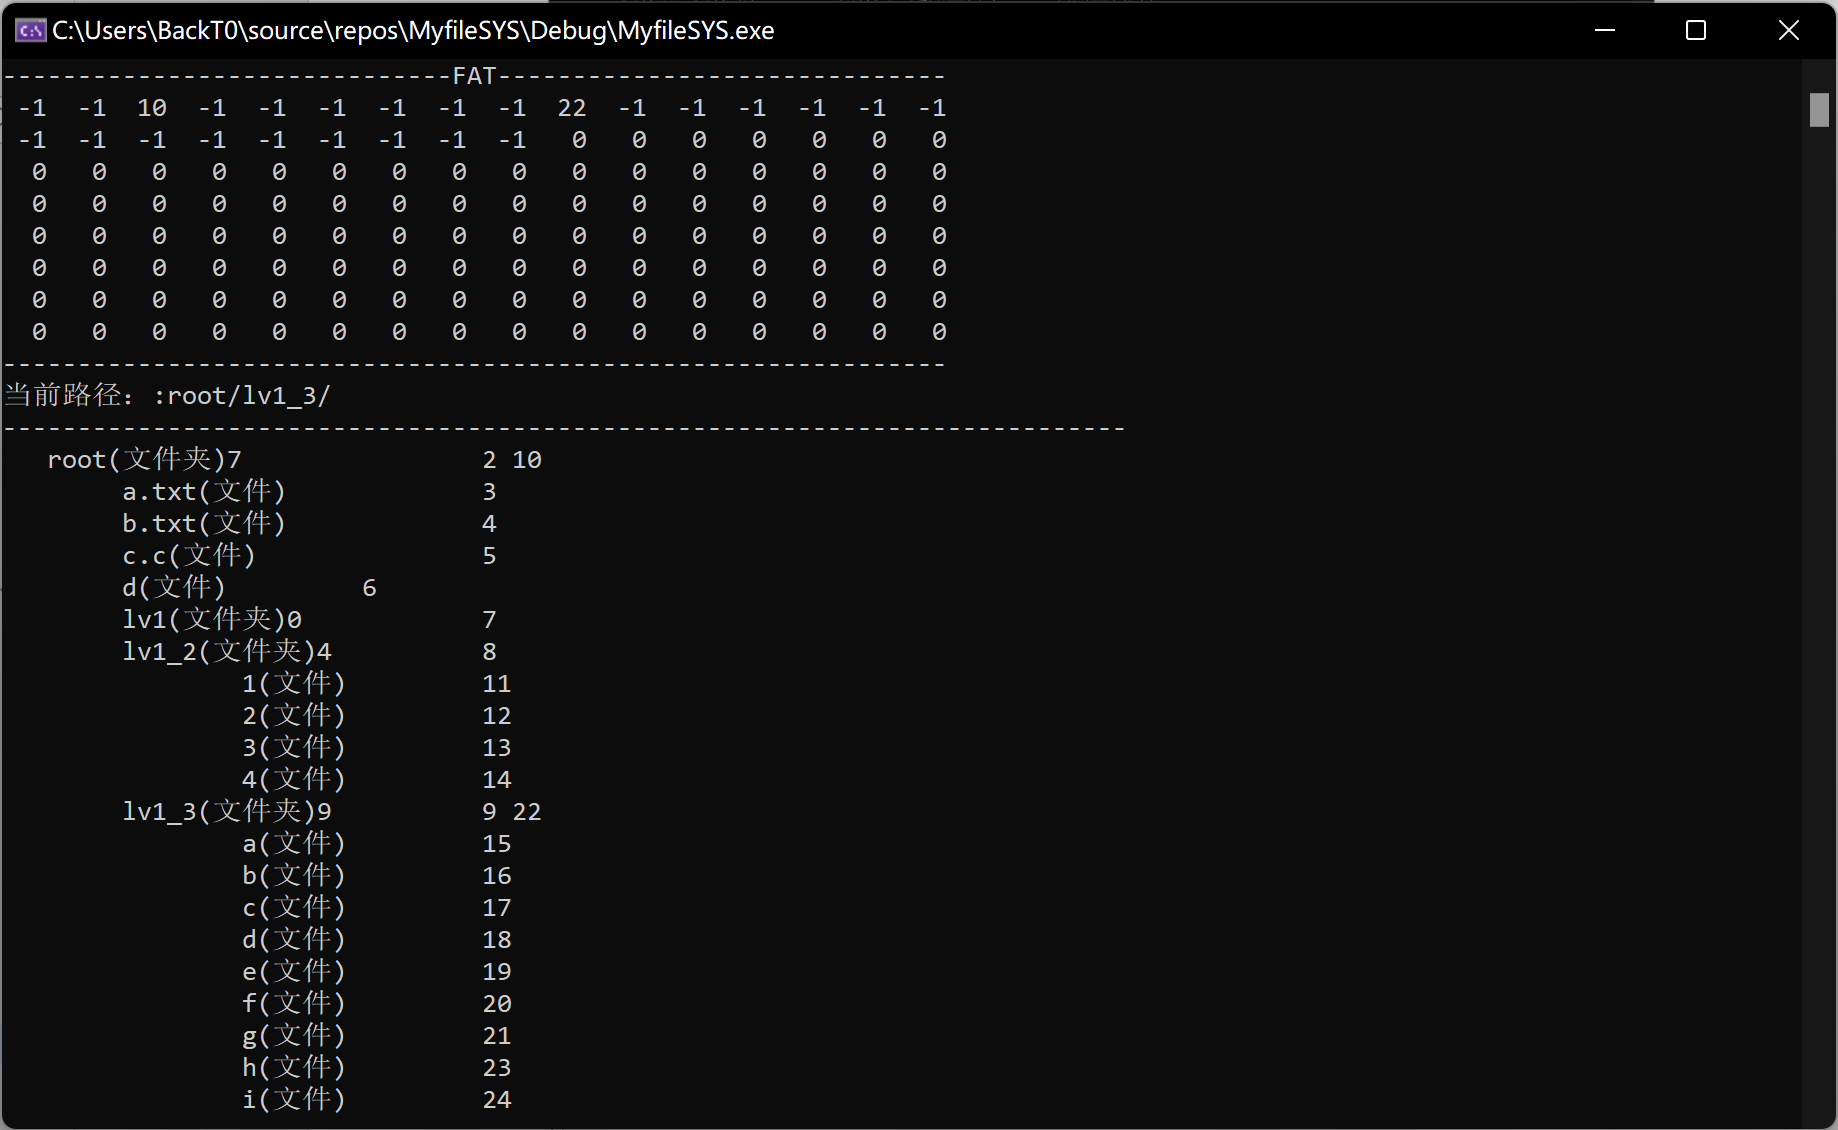 C:\Users\BackT0\source\repos\MyfileSYS\Debug\MyfileSYS.exe
------------------------------FAT------------------------------
-1 -1 10 -1 -1 -1 -1 -1 -1 22 -1 -1 -1 -1 -1 -1
-1 -1 -1 -1 -1 -1 -1 -1 -1 0 0 0 0 0 0 0
0 0 0 0 0 0 0 0 0 0 0 0 0 0 0 0
0 0 0 0 0 0 0 0 0 0 0 0 0 0 0 0
0 0 0 0 0 0 0 0 0 0 0 0 0 0 0 0
0 0 0 0 0 0 0 0 0 0 0 0 0 0 0 0
0 0 0 0 0 0 0 0 0 0 0 0 0 0 0 0
0 0 0 0 0 0 0 0 0 0 0 0 0 0 0 0
---------------------------------------------------------------
当前路径: :root/lv1_3/
---------------------------------------------------------------------------
root(文件夹)7 2 10
a.txt(文件) 3
b.txt(文件) 4
c.c(文件) 5
d(文件) 6
lv1(文件夹)0 7
lv1_2(文件夹)4 8
1(文件) 11
2(文件) 12
3(文件) 13
4(文件) 14
lv1_3(文件夹)9 9 22
a(文件) 15
b(文件) 16
c(文件) 17
d(文件) 18
e(文件) 19
f(文件) 20
g(文件) 21
h(文件) 23
i(文件) 24